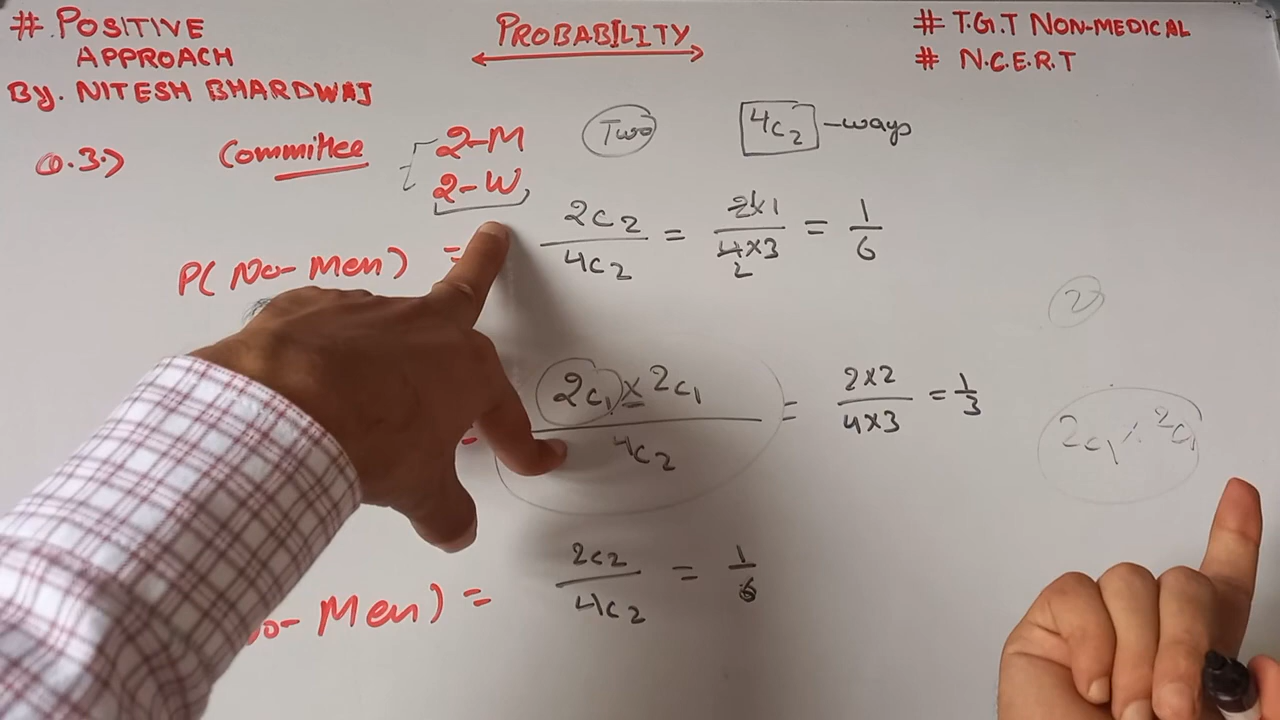 # POSITIVE APPROACH
By. NITESH BHARDWAJ
PROBABILITY
# T.G.T NON-MEDICAL
# N.C.E.R.T
Q.3.) Committee 2-M
2-W
Two
4C2 -ways
P(No-Men) = 2C2/4C2 = 2×1/4×3 2 = 1/6
2
= 2C1 × 2C1/4C2 = 2×2/4×3 = 1/3
2C1 × 2C1
Men) = 2C2/4C2 = 1/6